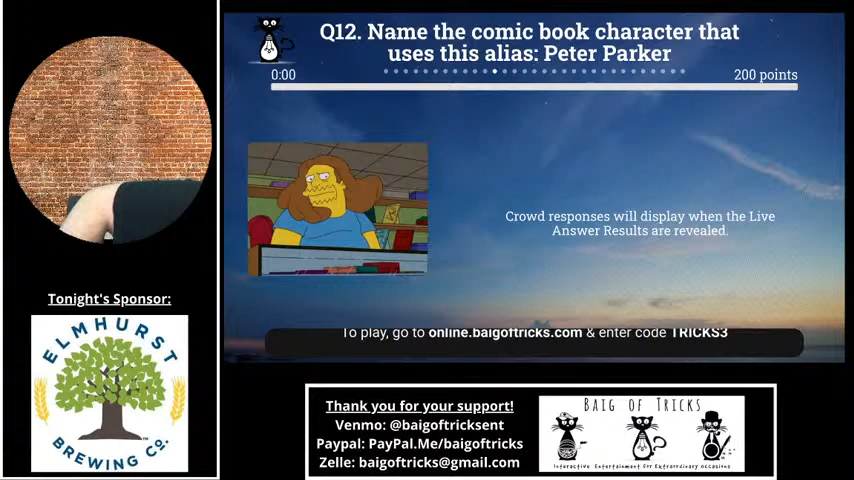 Q12. Name the comic book character that
uses this alias: Peter Parker
0:00
200 points
Crowd responses will display when the Live
Answer Results are revealed.
To play, go to online.baigoftricks.com & enter code TRICKS3
Tonight's Sponsor:
ELMHURST
BREWING CO.
TM
Thank you for your support!
Venmo: @baigoftricksent
Paypal: PayPal.Me/baigoftricks
Zelle: baigoftricks@gmail.com
BAIG OF TRICKS
Interactive Entertainment for Extraordinary Occasions